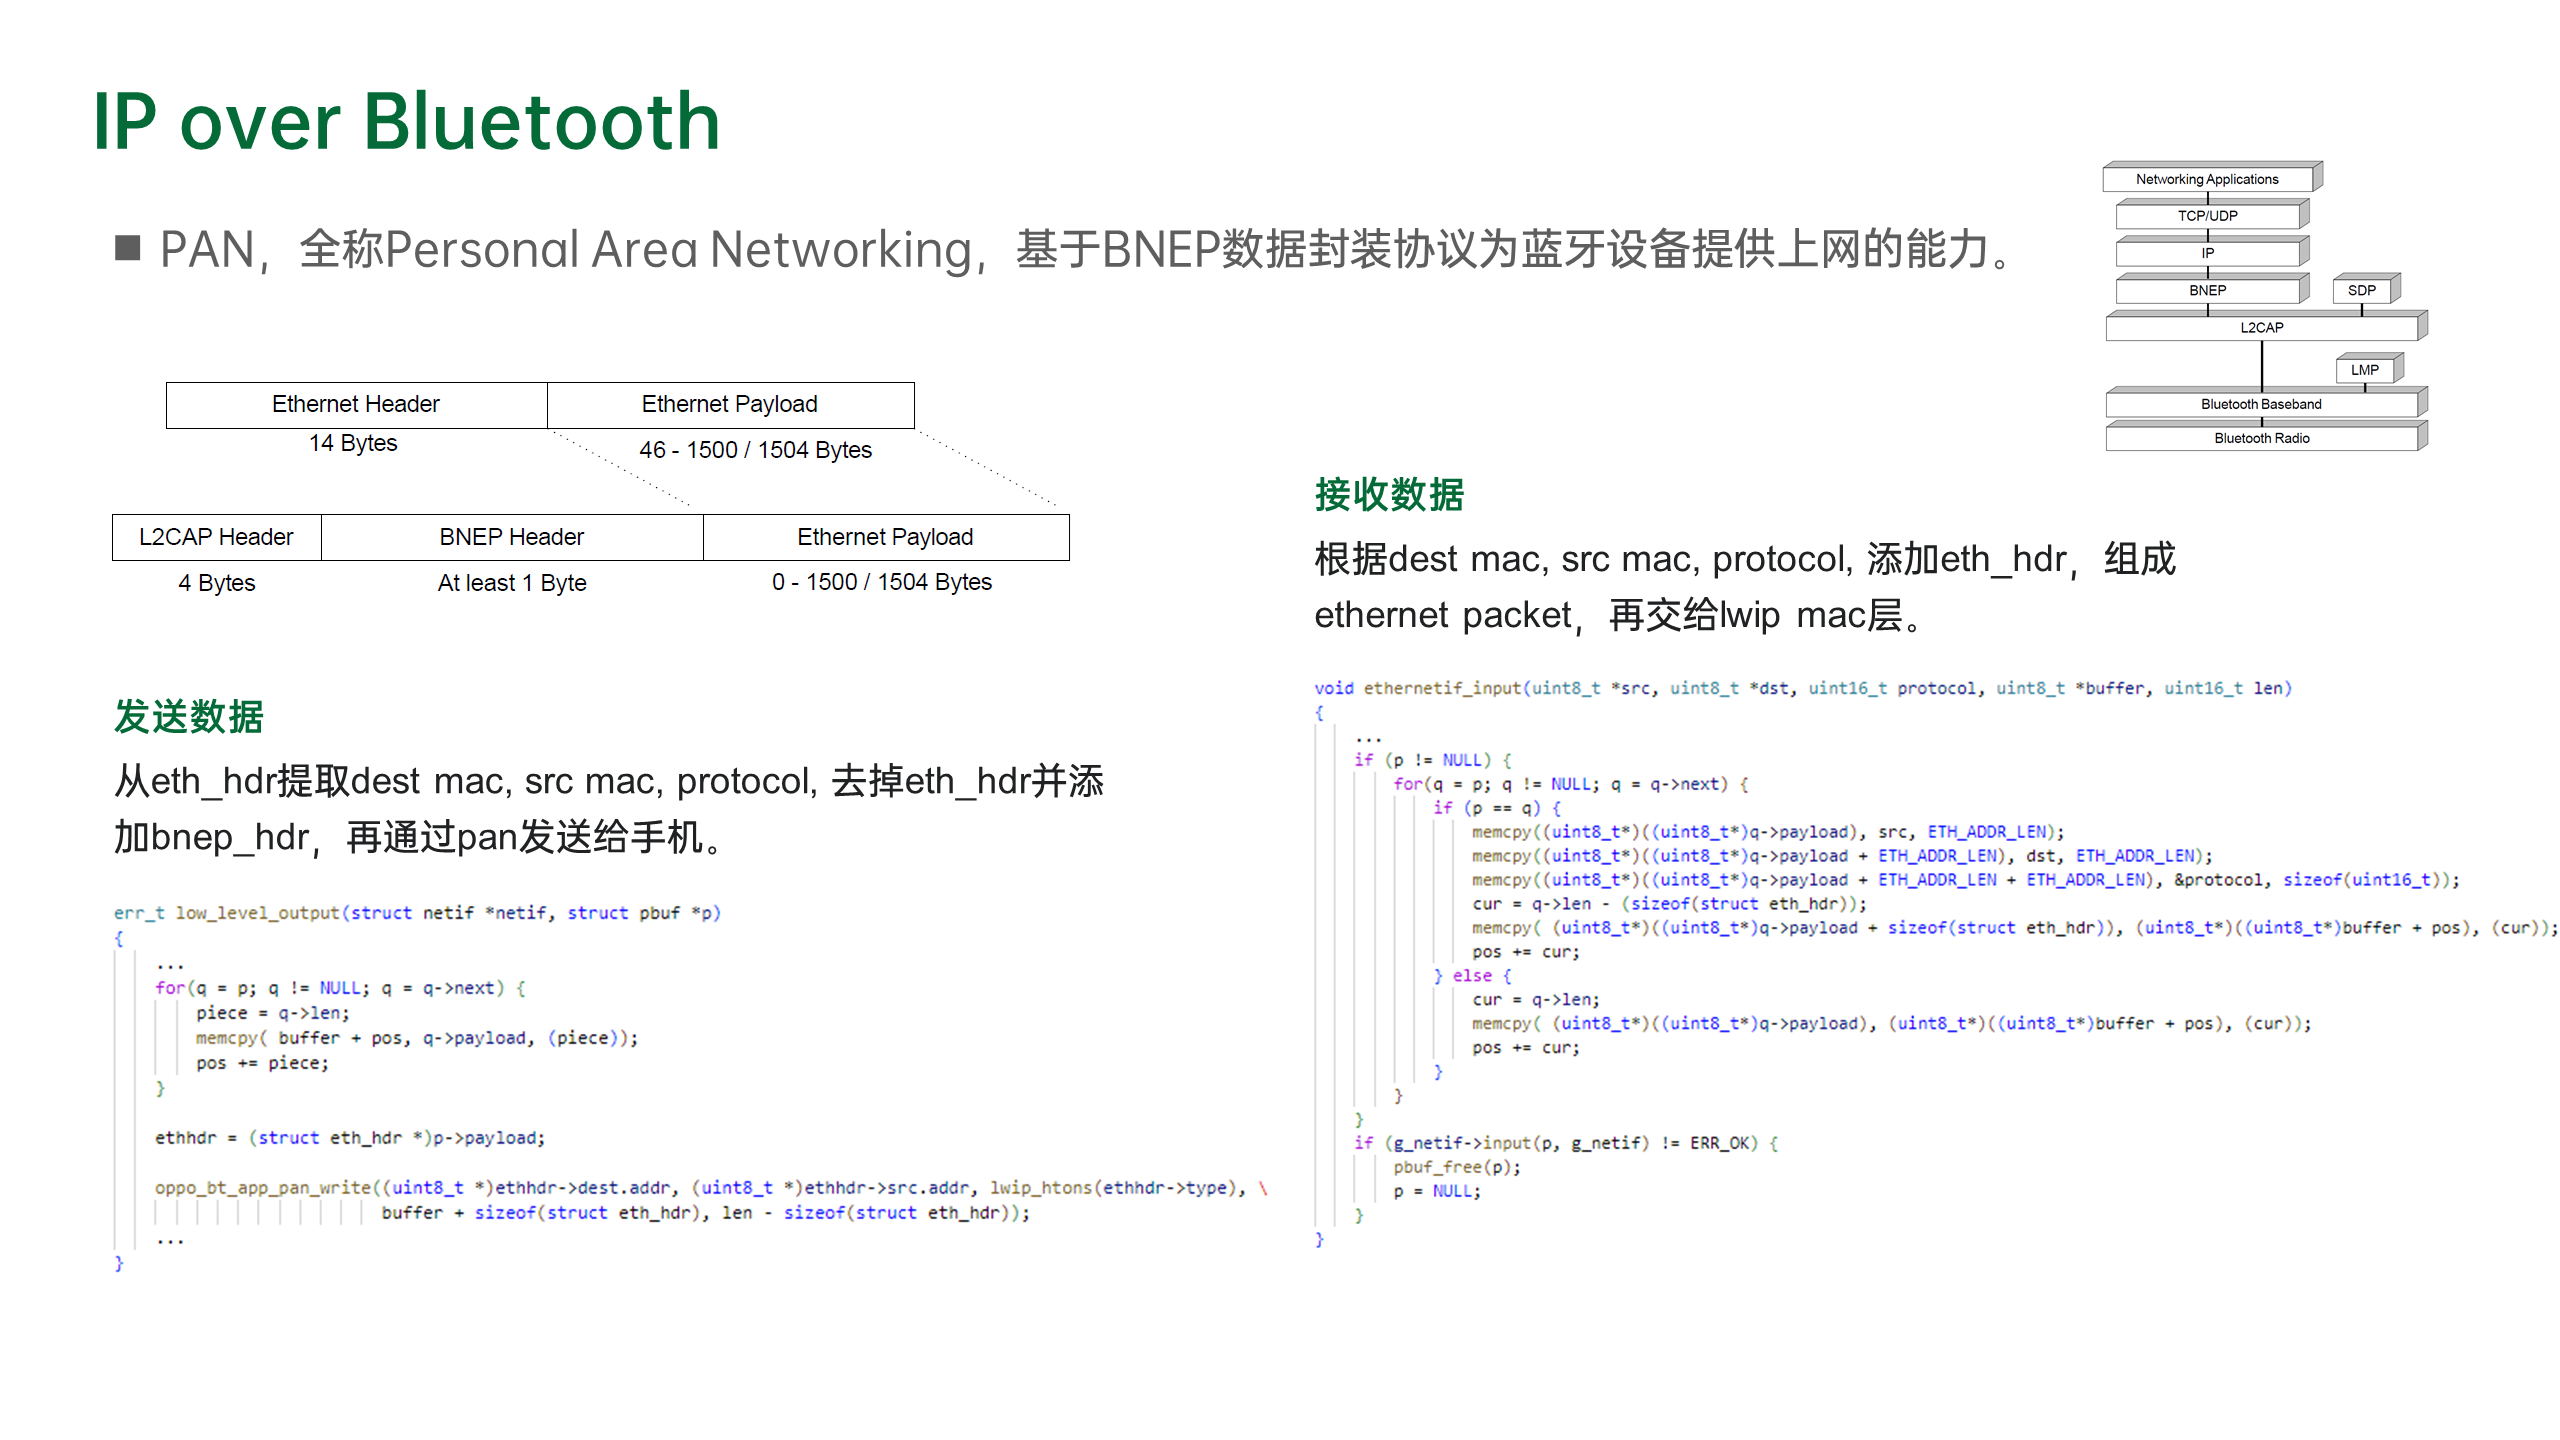 IP over Bluetooth
■ PAN，全称Personal Area Networking，基于BNEP数据封装协议为蓝牙设备提供上网的能力。
Networking Applications
TCP/UDP
IP
BNEP
SDP
L2CAP
LMP
Bluetooth Baseband
Bluetooth Radio
Ethernet Header
Ethernet Payload
14 Bytes
46 - 1500 / 1504 Bytes
L2CAP Header
BNEP Header
Ethernet Payload
4 Bytes
At least 1 Byte
0 - 1500 / 1504 Bytes
发送数据
从eth_hdr提取dest mac, src mac, protocol, 去掉eth_hdr并添
加bnep_hdr，再通过pan发送给手机。
err_t low_level_output(struct netif *netif, struct pbuf *p)
{
...
for(q = p; q != NULL; q = q->next) {
piece = q->len;
memcpy( buffer + pos, q->payload, (piece));
pos += piece;
}
ethhdr = (struct eth_hdr *)p->payload;
oppo_bt_app_pan_write((uint8_t *)ethhdr->dest.addr, (uint8_t *)ethhdr->src.addr, lwip_htons(ethhdr->type), \
buffer + sizeof(struct eth_hdr), len - sizeof(struct eth_hdr));
...
}
接收数据
根据dest mac, src mac, protocol, 添加eth_hdr，组成
ethernet packet，再交给lwip mac层。
void ethernetif_input(uint8_t *src, uint8_t *dst, uint16_t protocol, uint8_t *buffer, uint16_t len)
{
...
if (p != NULL) {
for(q = p; q != NULL; q = q->next) {
if (p == q) {
memcpy((uint8_t*)((uint8_t*)q->payload), src, ETH_ADDR_LEN);
memcpy((uint8_t*)((uint8_t*)q->payload + ETH_ADDR_LEN), dst, ETH_ADDR_LEN);
memcpy((uint8_t*)((uint8_t*)q->payload + ETH_ADDR_LEN + ETH_ADDR_LEN), &protocol, sizeof(uint16_t));
cur = q->len - (sizeof(struct eth_hdr));
memcpy( (uint8_t*)((uint8_t*)q->payload + sizeof(struct eth_hdr)), (uint8_t*)((uint8_t*)buffer + pos), (cur));
pos += cur;
} else {
cur = q->len;
memcpy( (uint8_t*)((uint8_t*)q->payload), (uint8_t*)((uint8_t*)buffer + pos), (cur));
pos += cur;
}
}
}
if (g_netif->input(p, g_netif) != ERR_OK) {
pbuf_free(p);
p = NULL;
}
}